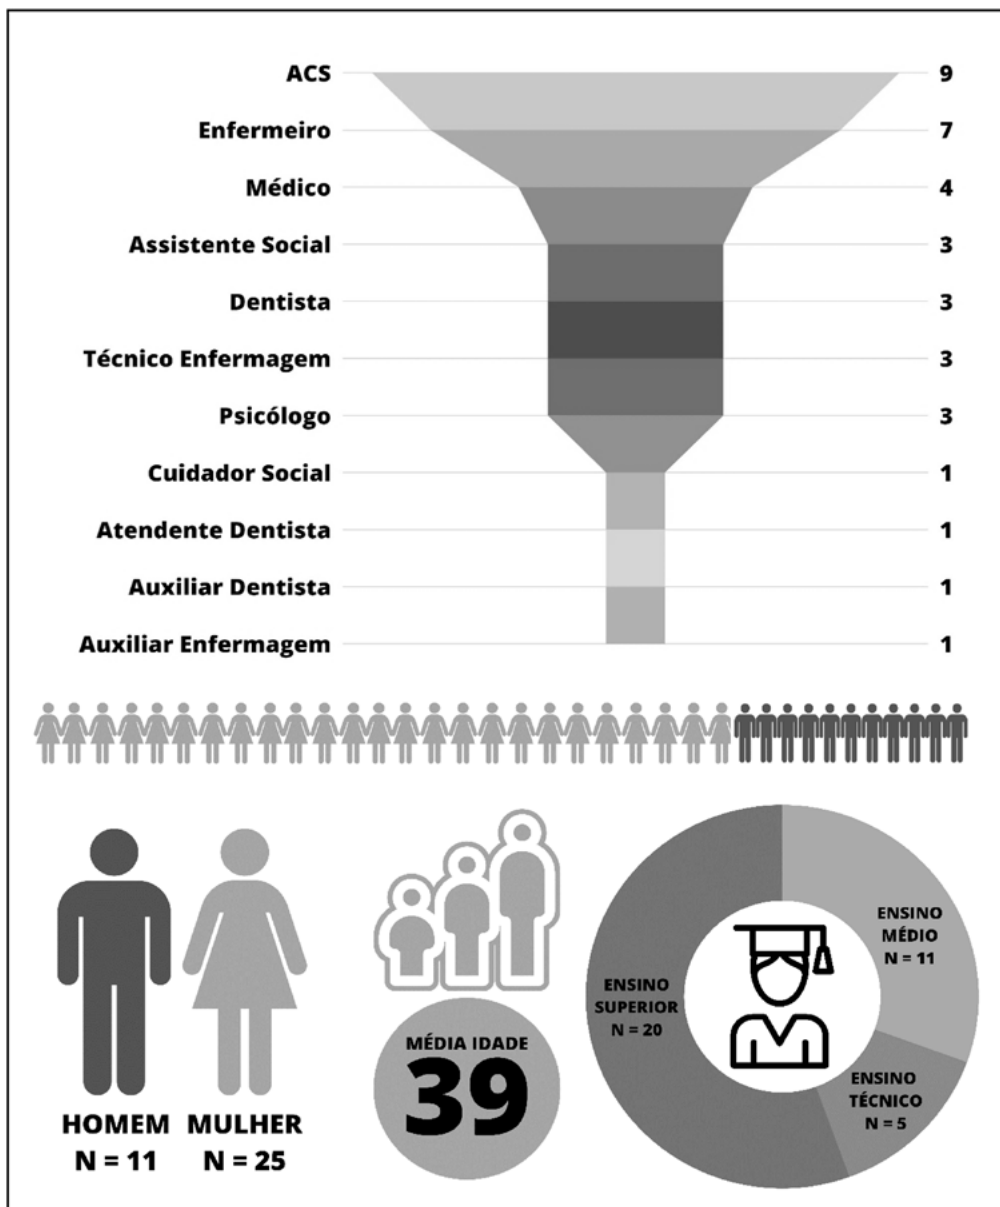 ACS 9
Enfermeiro 7
Médico 4
Assistente Social 3
Dentista 3
Técnico Enfermagem 3
Psicólogo 3
Cuidador Social 1
Atendente Dentista 1
Auxiliar Dentista 1
Auxiliar Enfermagem 1
HOMEM
N = 11
MULHER
N = 25
MÉDIA IDADE
39
ENSINO
SUPERIOR
N = 20
ENSINO
MÉDIO
N = 11
ENSINO
TÉCNICO
N = 5